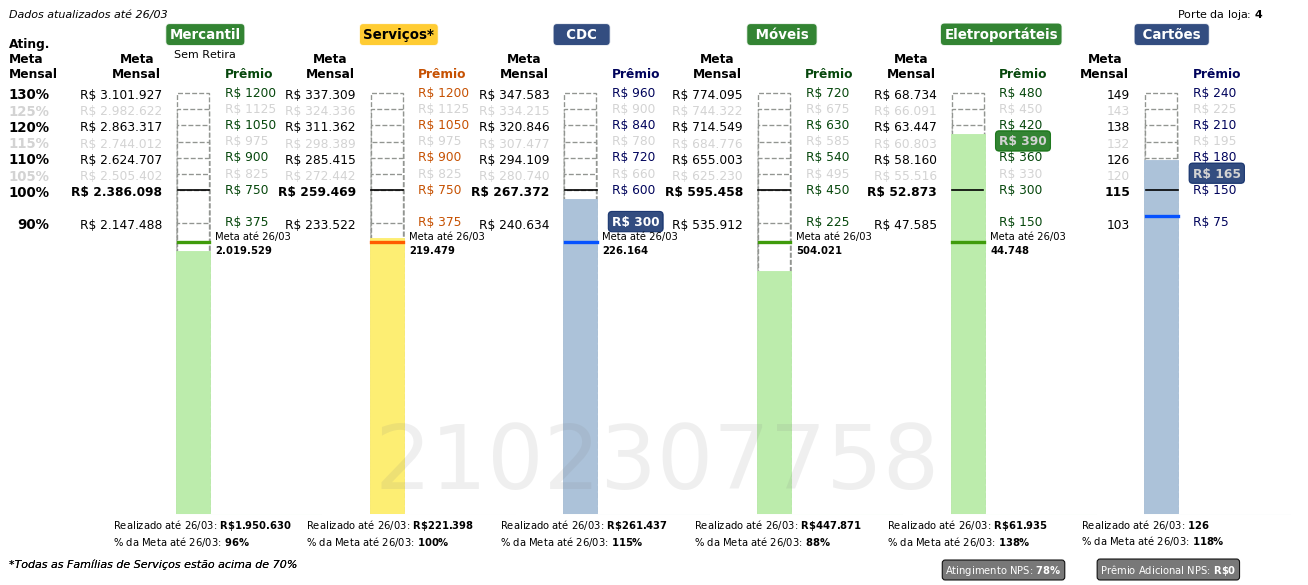 Dados atualizados até 26/03
Porte da loja: 4
Mercantil Serviços* CDC Móveis Eletroportáteis Cartões
Sem Retira
Ating. Meta Mensal
Meta Mensal Prêmio Meta Mensal Prêmio Meta Mensal Prêmio Meta Mensal Prêmio Meta Mensal Prêmio Meta Mensal Prêmio
130% R$ 3.101.927 R$ 1200 R$ 337.309 R$ 1200 R$ 347.583 R$ 960 R$ 774.095 R$ 720 R$ 68.734 R$ 480 149 R$ 240
125% R$ 2.982.622 R$ 1125 R$ 324.336 R$ 1125 R$ 334.215 R$ 900 R$ 744.322 R$ 675 R$ 66.091 R$ 450 143 R$ 225
120% R$ 2.863.317 R$ 1050 R$ 311.362 R$ 1050 R$ 320.846 R$ 840 R$ 714.549 R$ 630 R$ 63.447 R$ 420 138 R$ 210
115% R$ 2.744.012 R$ 975 R$ 298.389 R$ 975 R$ 307.477 R$ 780 R$ 684.776 R$ 585 R$ 60.803 R$ 390 132 R$ 195
110% R$ 2.624.707 R$ 900 R$ 285.415 R$ 900 R$ 294.109 R$ 720 R$ 655.003 R$ 540 R$ 58.160 R$ 360 126 R$ 180
105% R$ 2.505.402 R$ 825 R$ 272.442 R$ 825 R$ 280.740 R$ 660 R$ 625.230 R$ 495 R$ 55.516 R$ 330 120 R$ 165
100% R$ 2.386.098 R$ 750 R$ 259.469 R$ 750 R$ 267.372 R$ 600 R$ 595.458 R$ 450 R$ 52.873 R$ 300 115 R$ 150
90% R$ 2.147.488 R$ 375 R$ 233.522 R$ 375 R$ 240.634 R$ 300 R$ 535.912 R$ 225 R$ 47.585 R$ 150 103 R$ 75
Meta até 26/03 Meta até 26/03 Meta até 26/03 Meta até 26/03 Meta até 26/03
2.019.529 219.479 226.164 504.021 44.748
2102307758
Realizado até 26/03: R$1.950.630 Realizado até 26/03: R$221.398 Realizado até 26/03: R$261.437 Realizado até 26/03: R$447.871 Realizado até 26/03: R$61.935 Realizado até 26/03: 126
% da Meta até 26/03: 96% % da Meta até 26/03: 100% % da Meta até 26/03: 115% % da Meta até 26/03: 88% % da Meta até 26/03: 138% % da Meta até 26/03: 118%
*Todas as Famílias de Serviços estão acima de 70%
Atingimento NPS: 78% Prêmio Adicional NPS: R$0